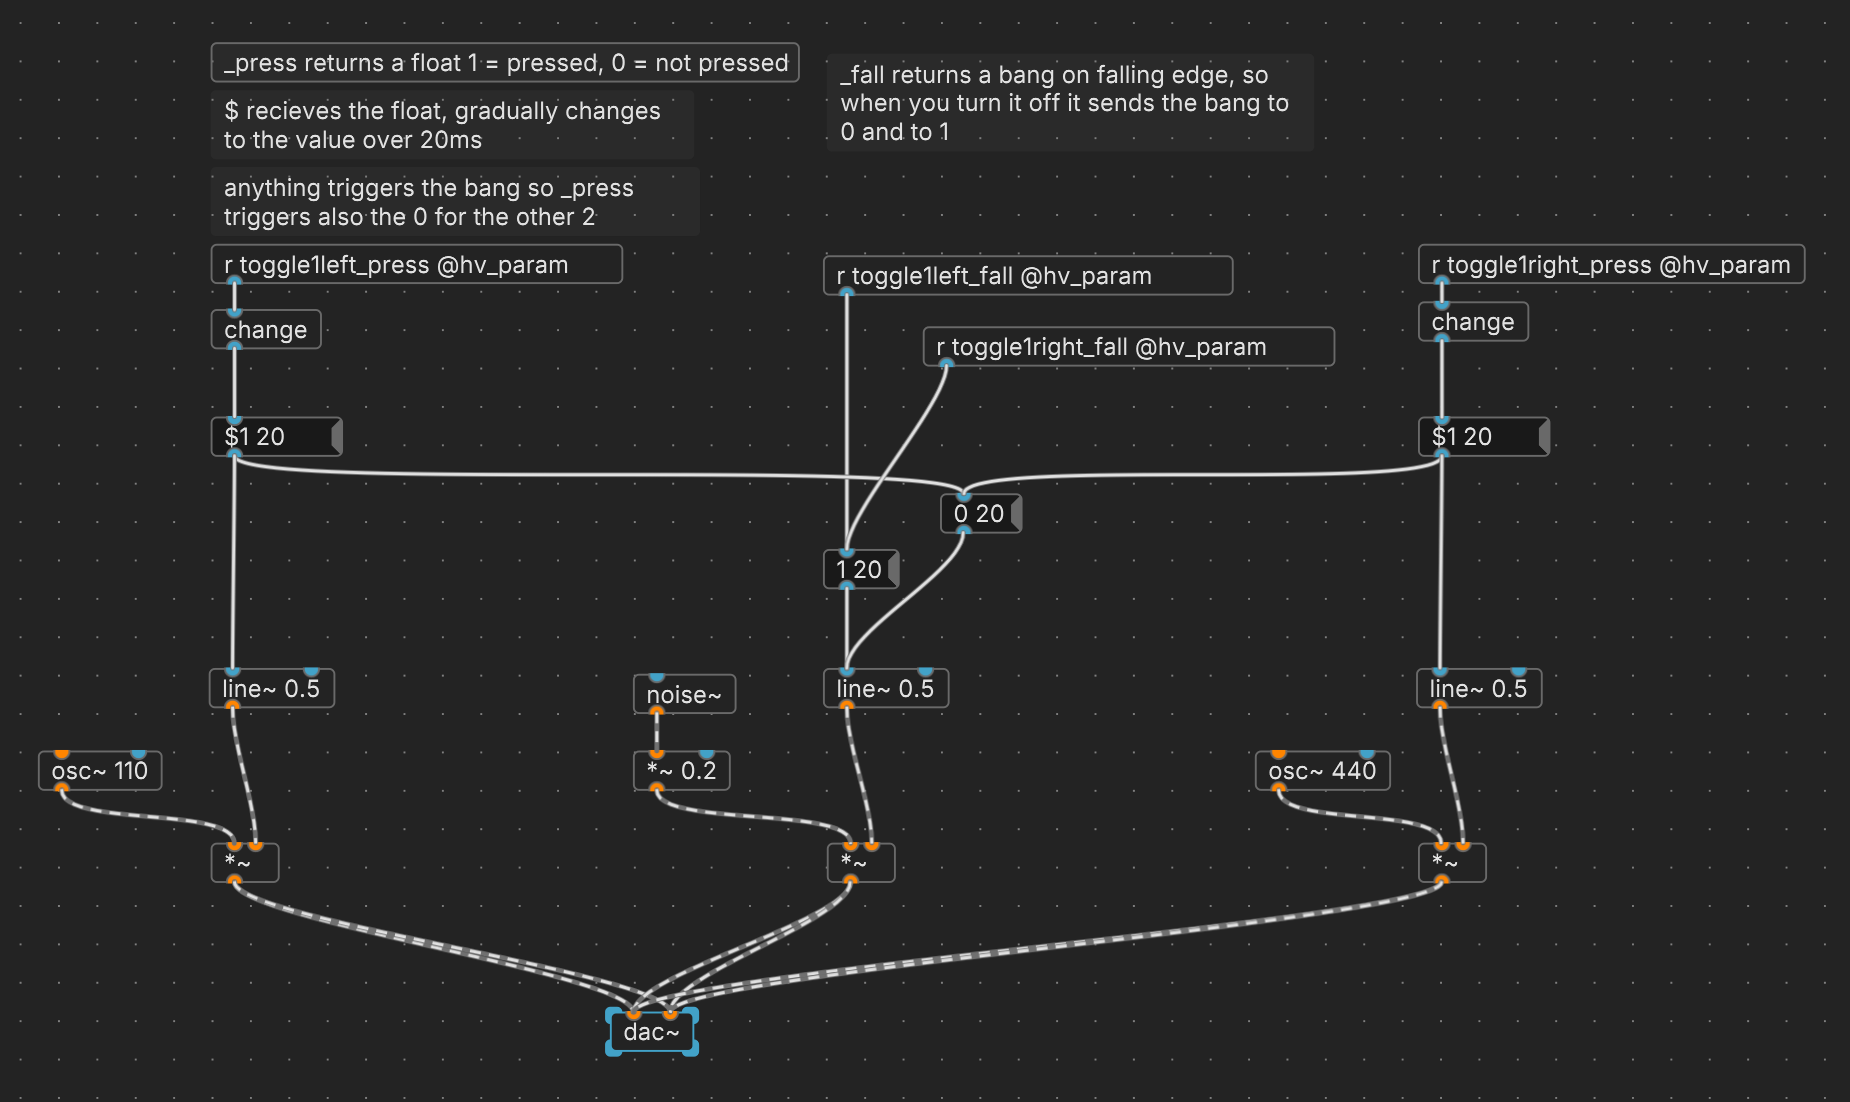 _press returns a float 1 = pressed, 0 = not pressed
$ recieves the float, gradually changes
to the value over 20ms
anything triggers the bang so _press
triggers also the 0 for the other 2
_fall returns a bang on falling edge, so
when you turn it off it sends the bang to
0 and to 1
r toggle1left_press @hv_param
r toggle1left_fall @hv_param
r toggle1right_press @hv_param
change
r toggle1right_fall @hv_param
change
$1 20
$1 20
0 20
1 20
line~ 0.5
noise~
line~ 0.5
line~ 0.5
osc~ 110
*~ 0.2
osc~ 440
*~
*~
*~
dac~